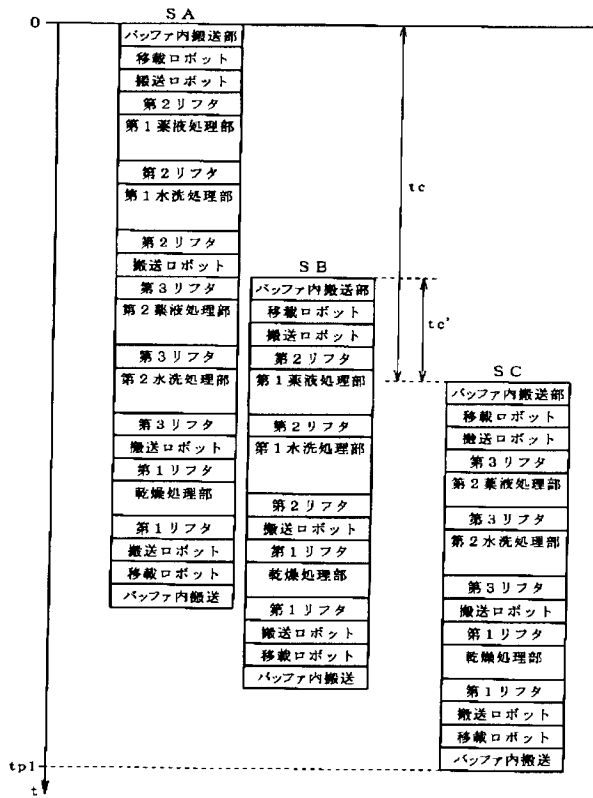 0
SA
バッファ内搬送部
移載ロボット
搬送ロボット
第2リフタ
第1薬液処理部
第2リフタ
第1水洗処理部
第2リフタ
搬送ロボット
第3リフタ
第2薬液処理部
第3リフタ
第2水洗処理部
第3リフタ
搬送ロボット
第1リフタ
乾燥処理部
第1リフタ
搬送ロボット
移載ロボット
バッファ内搬送
SB
バッファ内搬送部
移載ロボット
搬送ロボット
第2リフタ
第1薬液処理部
第2リフタ
第1水洗処理部
第2リフタ
搬送ロボット
第1リフタ
乾燥処理部
第1リフタ
搬送ロボット
移載ロボット
バッファ内搬送
tc
tc'
SC
バッファ内搬送部
移載ロボット
搬送ロボット
第3リフタ
第2薬液処理部
第3リフタ
第2水洗処理部
第3リフタ
搬送ロボット
第1リフタ
乾燥処理部
第1リフタ
搬送ロボット
移載ロボット
バッファ内搬送
tp1
t